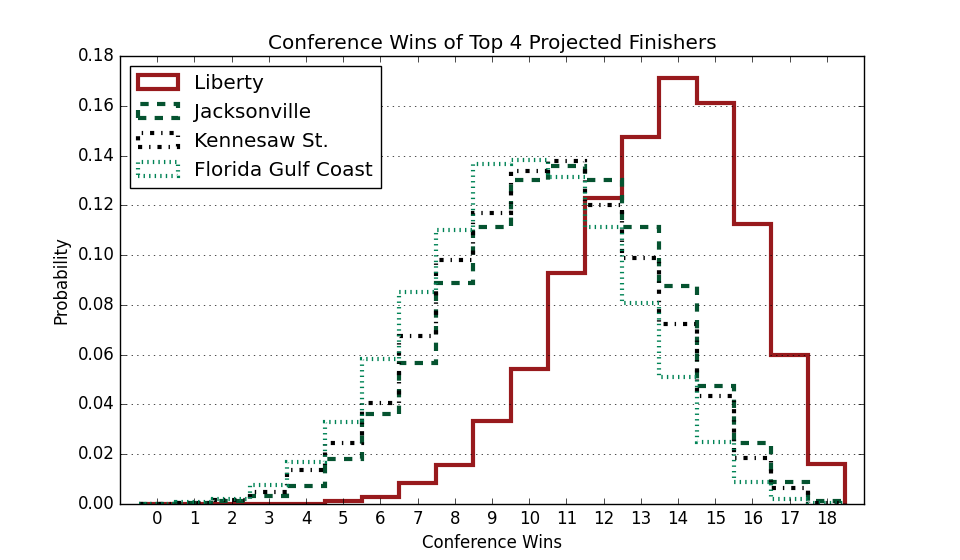 Conference Wins of Top 4 Projected Finishers
0.18
0.16
0.14
0.12
0.10
0.08
0.06
0.04
0.02
0.00
Probability
Liberty
Jacksonville
Kennesaw St.
Florida Gulf Coast
0 1 2 3 4 5 6 7 8 9 10 11 12 13 14 15 16 17 18
Conference Wins